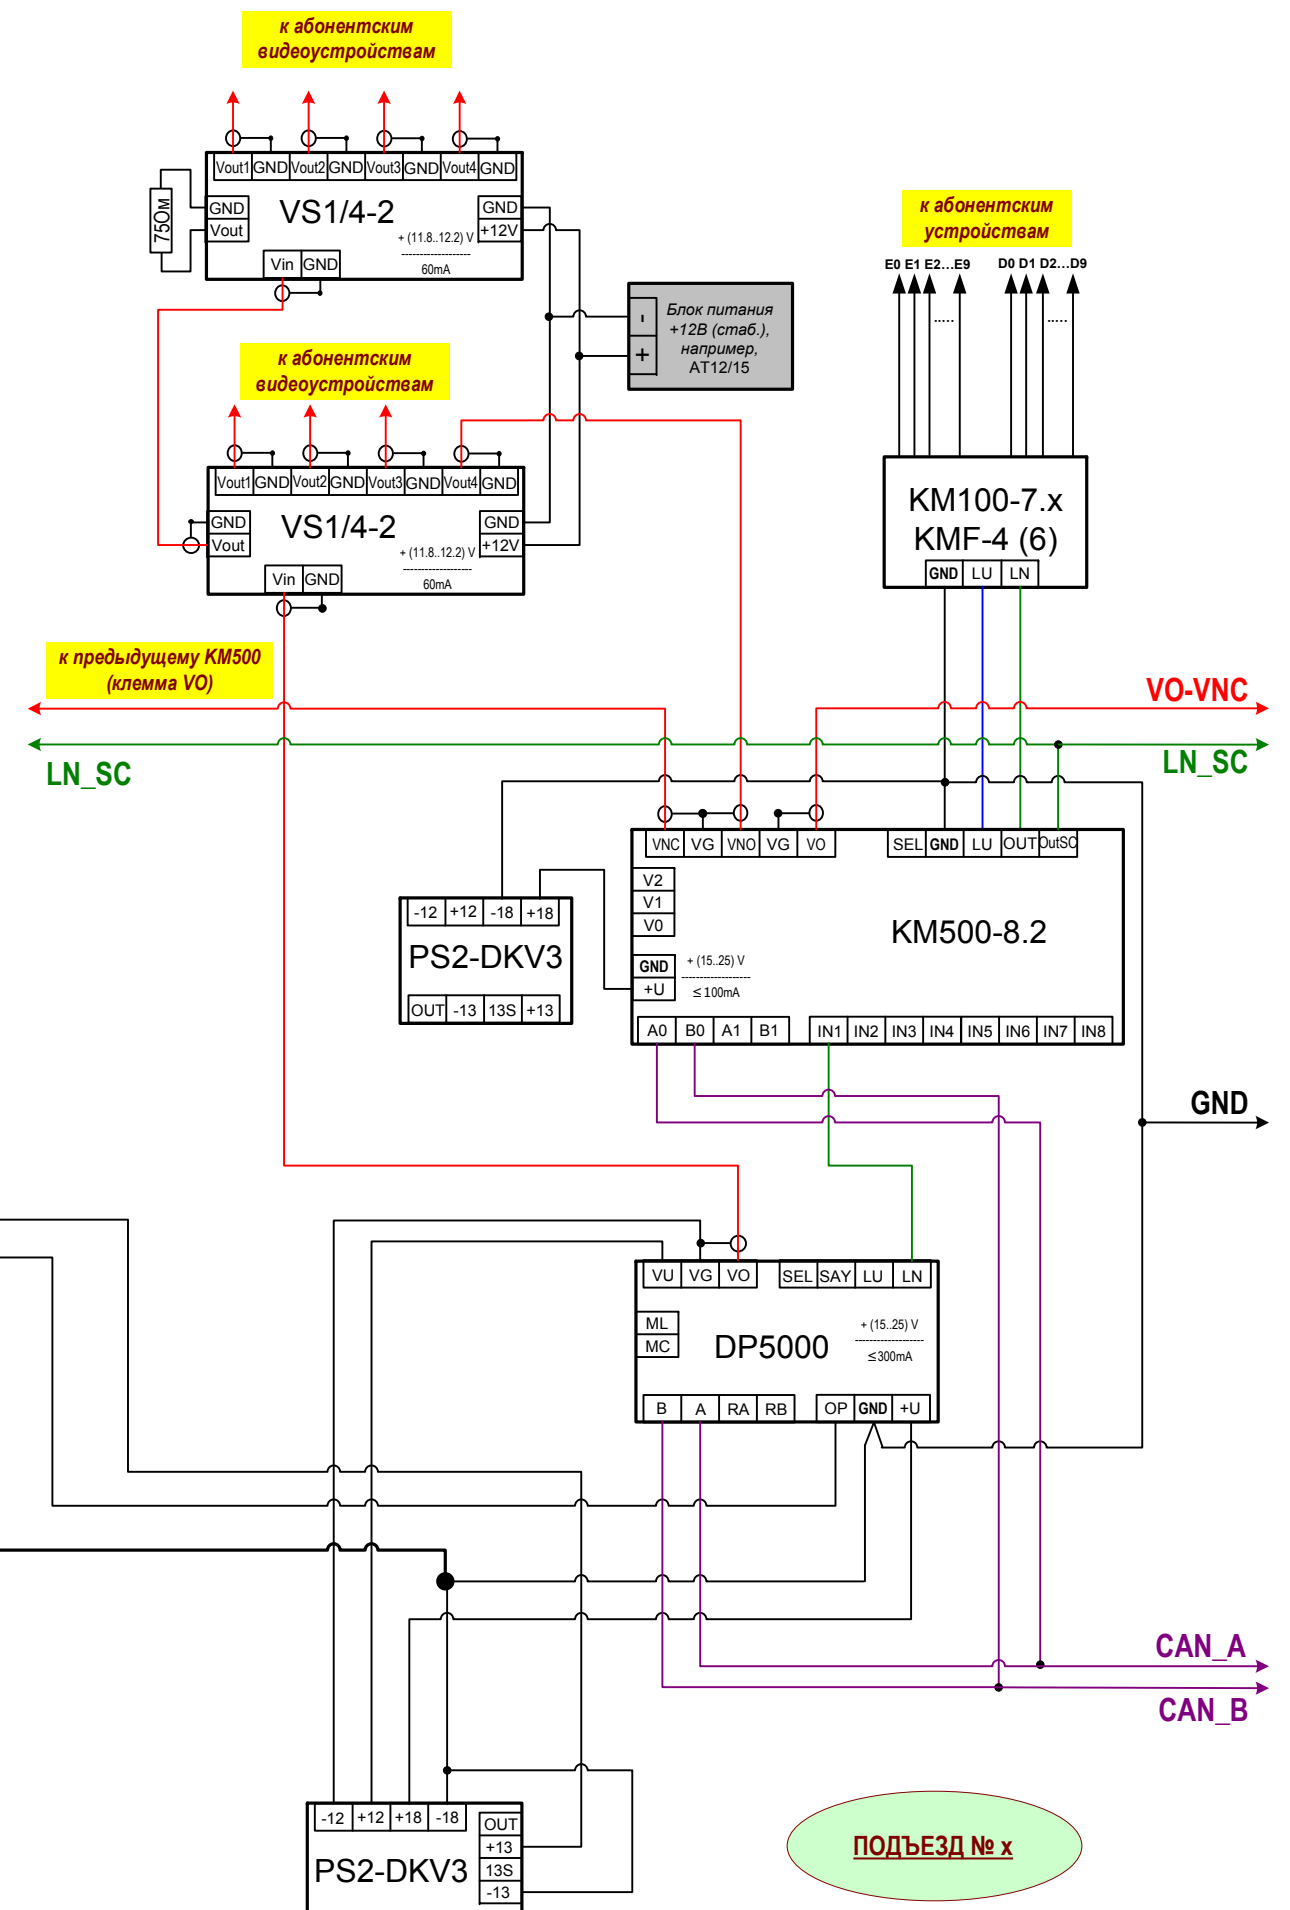 к абонентским
видеоустройствам
Vout1 GND Vout2 GND Vout3 GND Vout4 GND
75Ом
GND
Vout
VS1/4-2
GND
+12V
+ (11.8..12.2) V
60mA
Vin GND
к абонентским
устройствам
E0 E1 E2...E9 D0 D1 D2...D9
.....
.....
-
+
Блок питания
+12В (стаб.),
например,
AT12/15
к абонентским
видеоустройствам
Vout1 GND Vout2 GND Vout3 GND Vout4 GND
GND
Vout
VS1/4-2
GND
+12V
+ (11.8..12.2) V
60mA
Vin GND
KM100-7.x
KMF-4 (6)
GND LU LN
к предыдущему KM500
(клемма VO)
VO-VNC
LN_SC
LN_SC
VNC VG VNO VG VO SEL GND LU OUT OutSC
V2
V1
V0
GND
+U
+ (15..25) V
≤100mA
KM500-8.2
A0 B0 A1 B1 IN1 IN2 IN3 IN4 IN5 IN6 IN7 IN8
-12 +12 -18 +18
PS2-DKV3
OUT -13 13S +13
GND
VU VG VO SEL SAY LU LN
ML
MC
DP5000
+ (15..25) V
≤300mA
B A RA RB OP GND +U
CAN_A
CAN_B
-12 +12 +18 -18
OUT
+13
13S
-13
PS2-DKV3
ПОДЪЕЗД № x